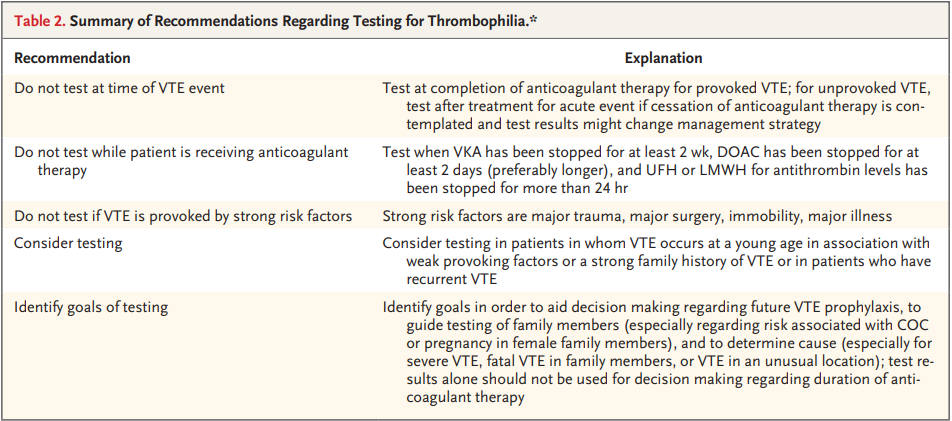 Table 2. Summary of Recommendations Regarding Testing for Thrombophilia.*
Recommendation
Explanation
Do not test at time of VTE event
Test at completion of anticoagulant therapy for provoked VTE; for unprovoked VTE,
test after treatment for acute event if cessation of anticoagulant therapy is con-
templated and test results might change management strategy
Do not test while patient is receiving anticoagulant
therapy
Test when VKA has been stopped for at least 2 wk, DOAC has been stopped for at
least 2 days (preferably longer), and UFH or LMWH for antithrombin levels has
been stopped for more than 24 hr
Do not test if VTE is provoked by strong risk factors
Strong risk factors are major trauma, major surgery, immobility, major illness
Consider testing
Consider testing in patients in whom VTE occurs at a young age in association with
weak provoking factors or a strong family history of VTE or in patients who have
recurrent VTE
Identify goals of testing
Identify goals in order to aid decision making regarding future VTE prophylaxis, to
guide testing of family members (especially regarding risk associated with COC
or pregnancy in female family members), and to determine cause (especially for
severe VTE, fatal VTE in family members, or VTE in an unusual location); test re-
sults alone should not be used for decision making regarding duration of anti-
coagulant therapy